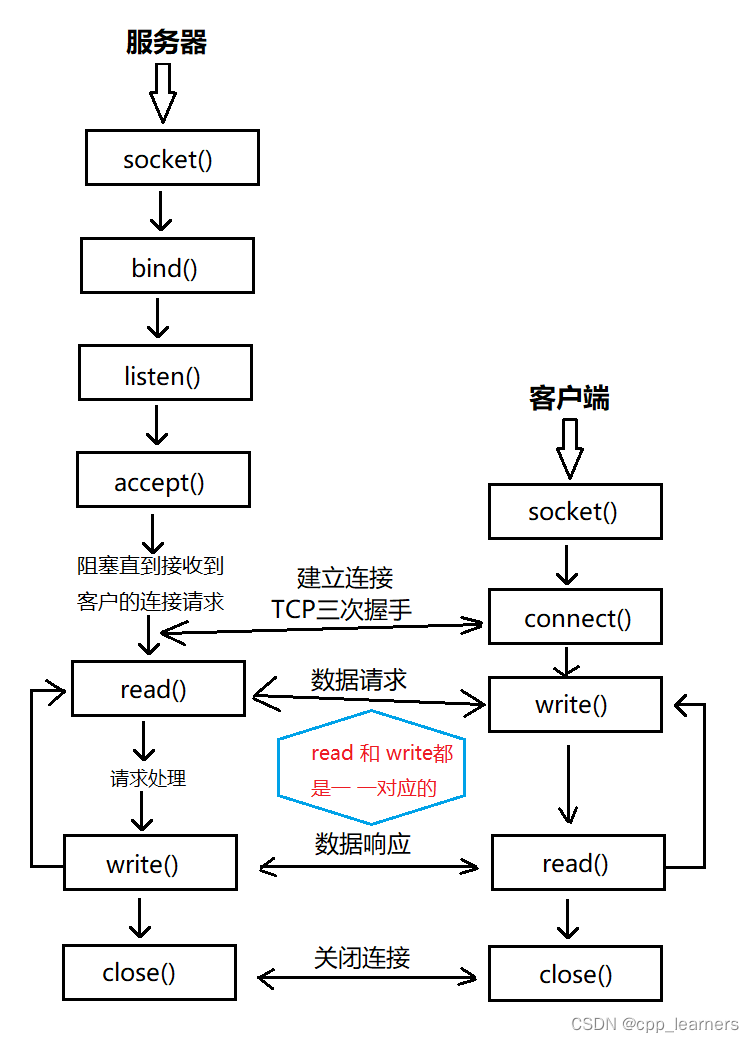 服务器
socket()
bind()
listen()
accept()
阻塞直到接收到
客户的连接请求
read()
请求处理
write()
close()
建立连接
TCP三次握手
数据请求
read 和 write都
是一 一对应的
数据响应
关闭连接
客户端
socket()
connect()
write()
read()
close()
CSDN @cpp_learners